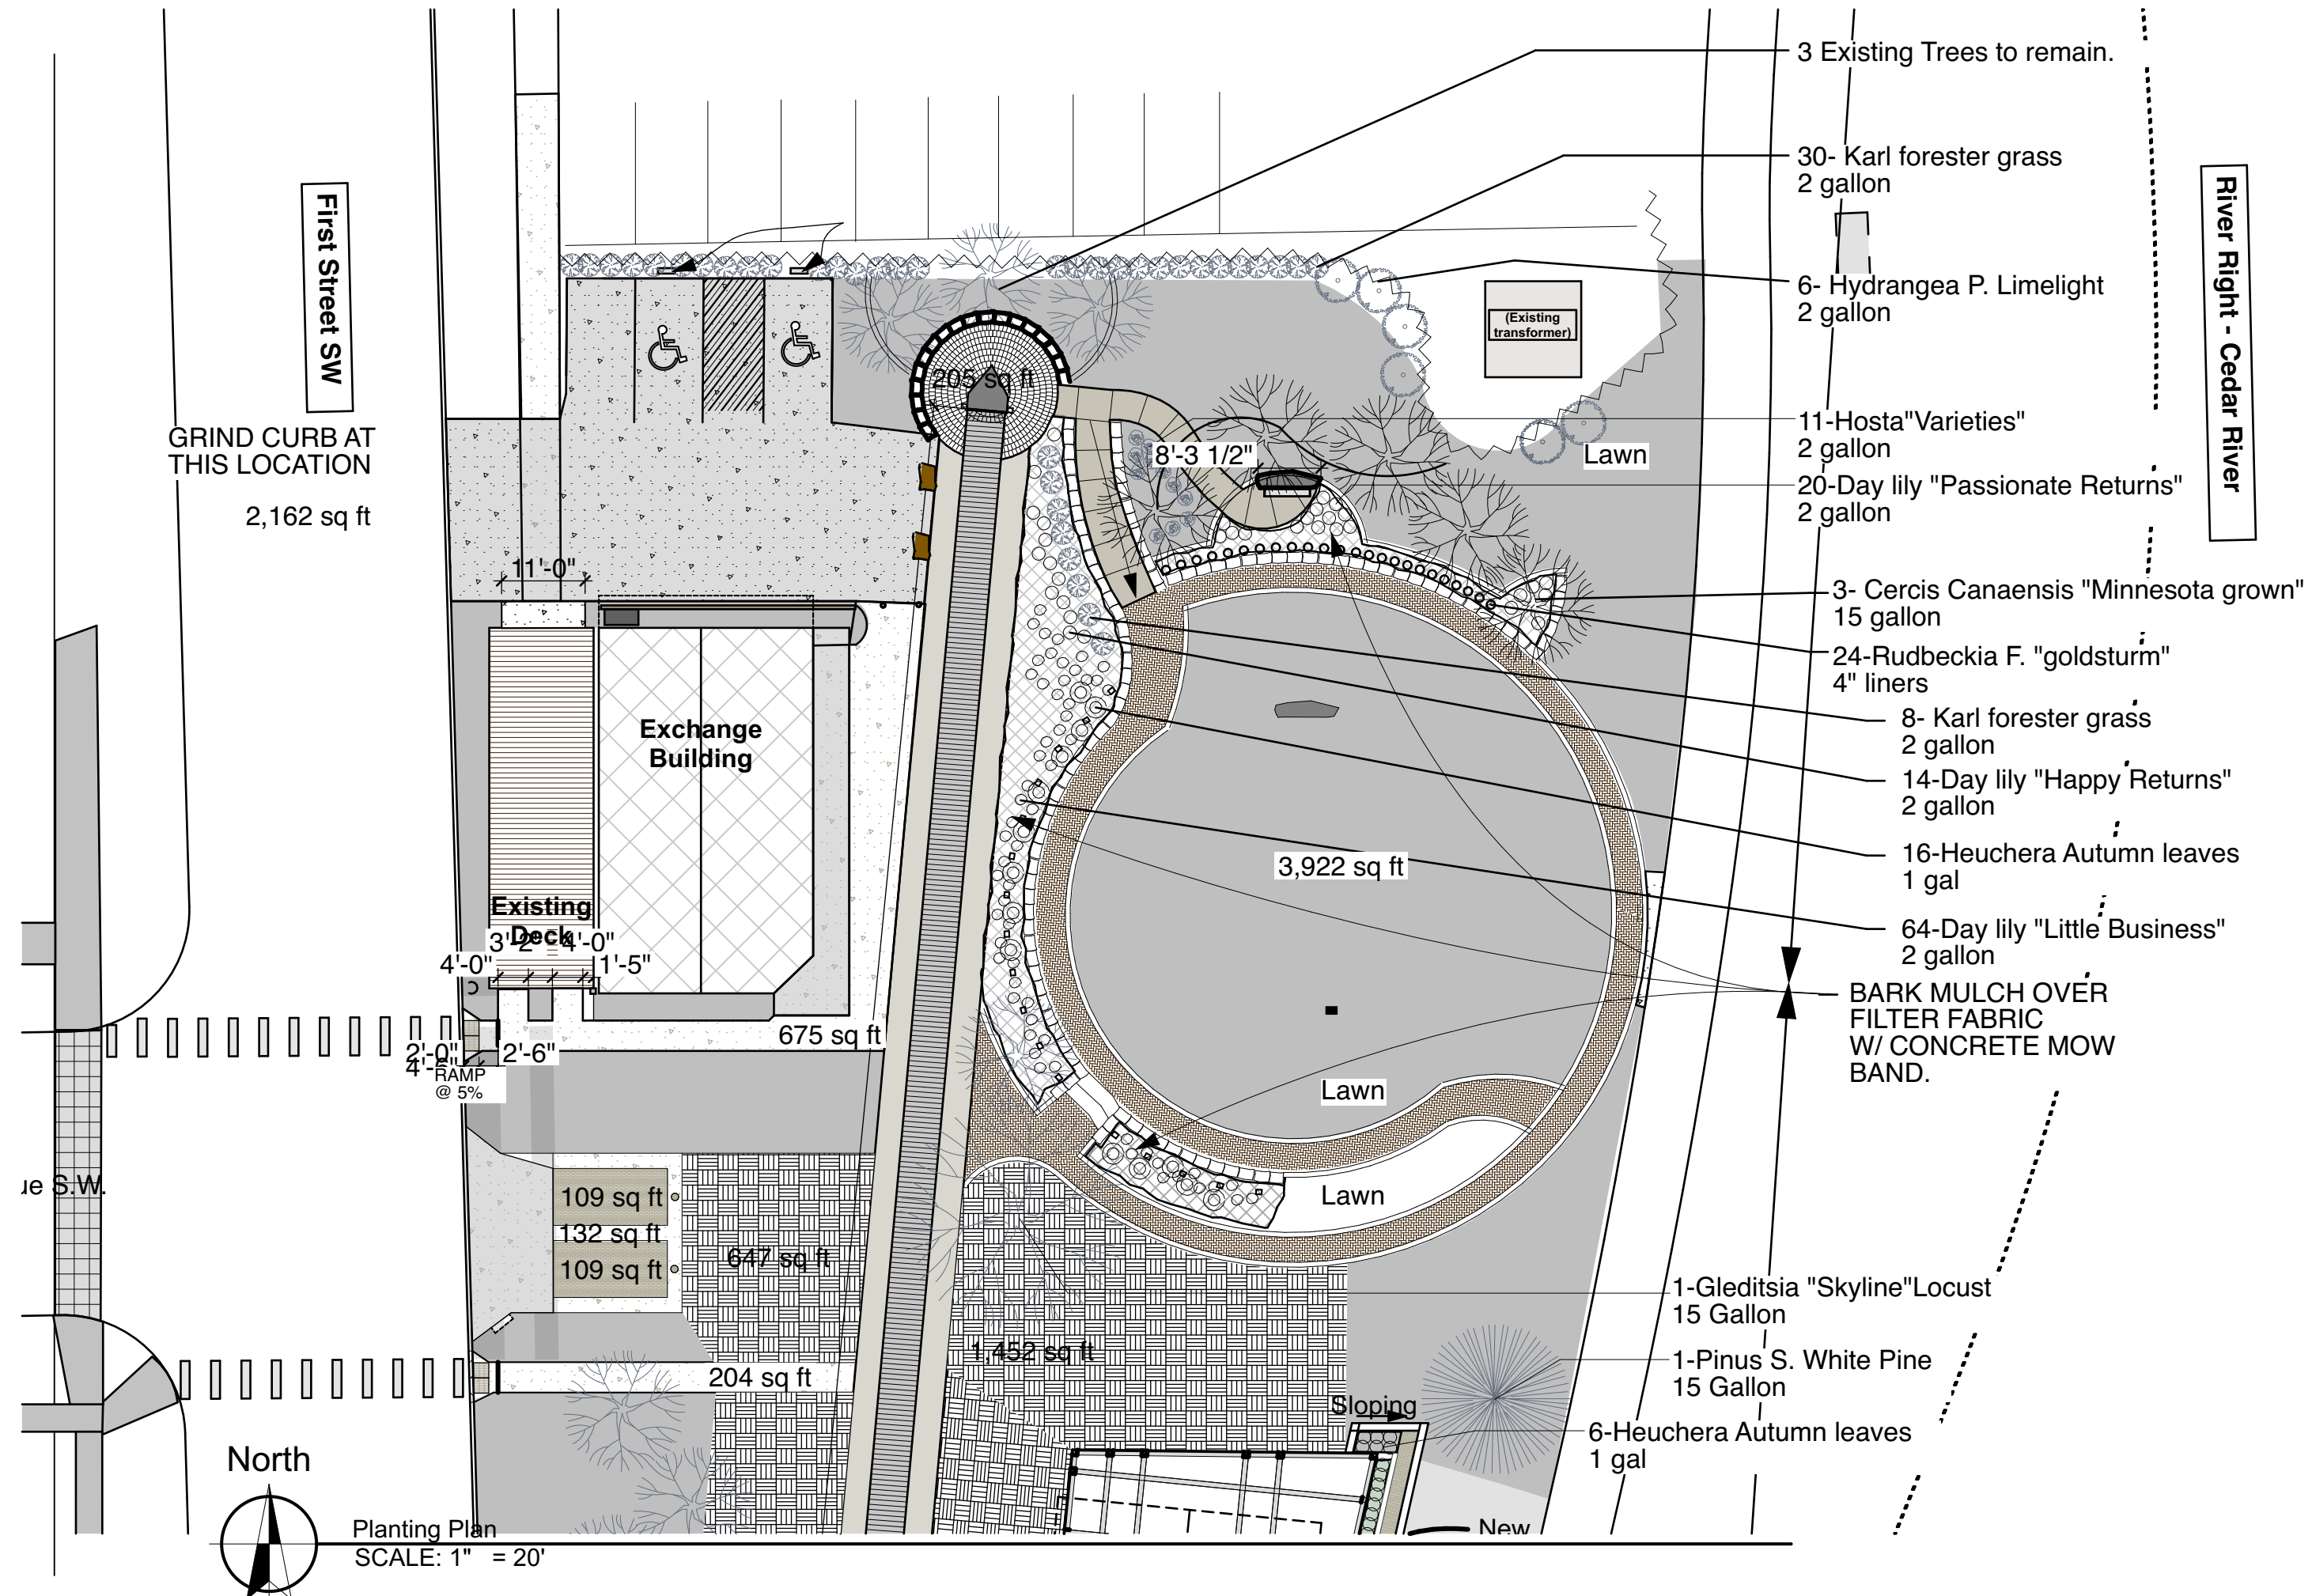 3 Existing Trees to remain.
30- Karl forester grass
2 gallon
6- Hydrangea P. Limelight
2 gallon
(Existing
transformer)
First Street SW
River Right - Cedar River
205 sq ft
GRIND CURB AT
THIS LOCATION
2,162 sq ft
11-Hosta"Varieties"
2 gallon
8'-3 1/2"
Lawn
20-Day lily "Passionate Returns"
2 gallon
11'-0"
3- Cercis Canaensis "Minnesota grown"
15 gallon
24-Rudbeckia F. "goldsturm"
4" liners
8- Karl forester grass
2 gallon
Exchange
Building
14-Day lily "Happy Returns"
2 gallon
16-Heuchera Autumn leaves
1 gal
3,922 sq ft
64-Day lily "Little Business"
2 gallon
Existing
Deck
3'-2" 4'-0"
4'-0" 1'-5"
BARK MULCH OVER
FILTER FABRIC
W/ CONCRETE MOW
BAND.
675 sq ft
2'-0" 2'-6"
RAMP
@ 5%
Lawn
ue S.W.
109 sq ft
Lawn
132 sq ft
647 sq ft
109 sq ft
1-Gleditsia "Skyline"Locust
15 Gallon
1,452 sq ft
1-Pinus S. White Pine
15 Gallon
204 sq ft
Sloping
6-Heuchera Autumn leaves
1 gal
North
Planting Plan
SCALE: 1" = 20'
New